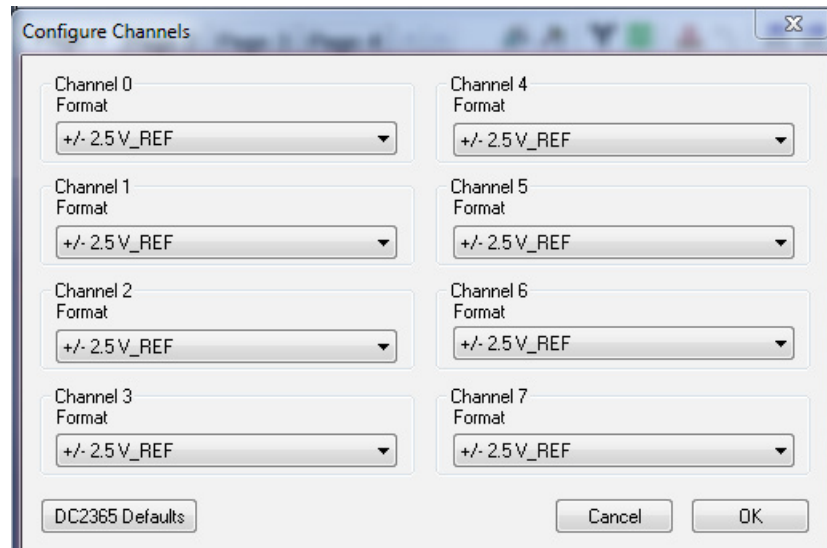 Configure Channels
Channel 0
Format
+/- 2.5 V_REF
Channel 1
Format
+/- 2.5 V_REF
Channel 2
Format
+/- 2.5 V_REF
Channel 3
Format
+/- 2.5 V_REF
Channel 4
Format
+/- 2.5 V_REF
Channel 5
Format
+/- 2.5 V_REF
Channel 6
Format
+/- 2.5 V_REF
Channel 7
Format
+/- 2.5 V_REF
DC2365 Defaults
Cancel
OK